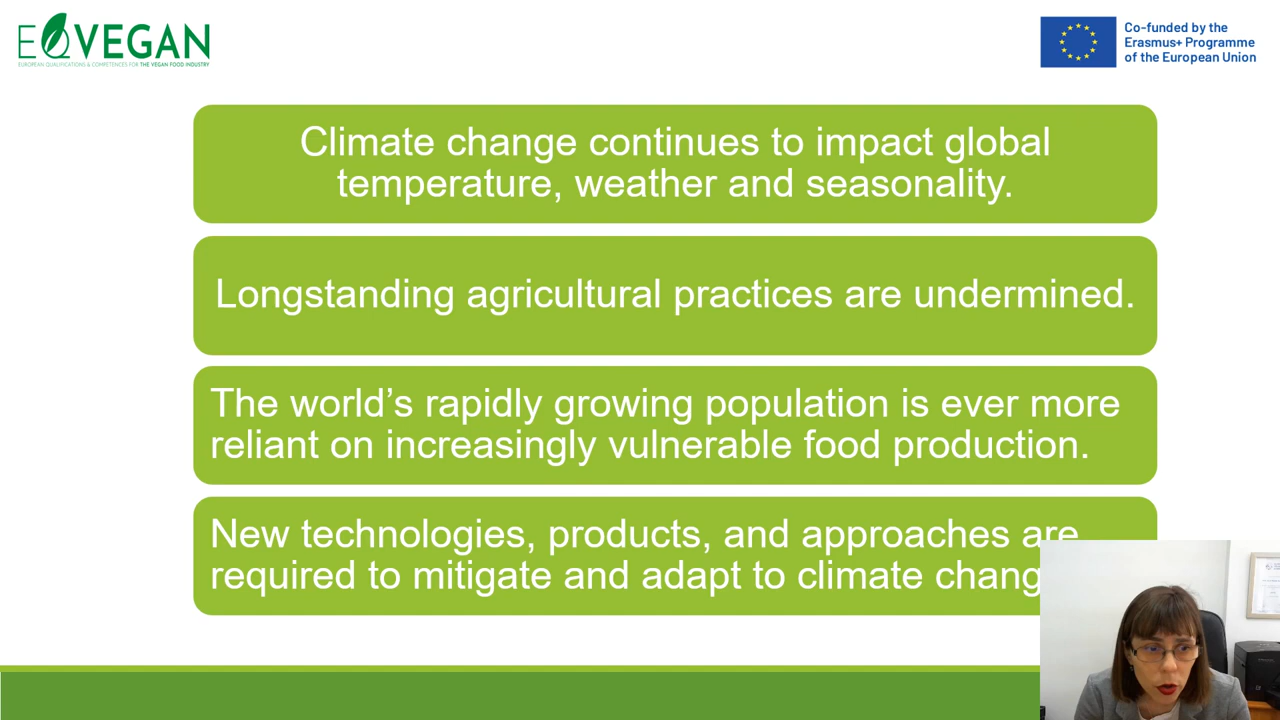 EQVEGAN
EUROPEAN QUALIFICATIONS & COMPETENCES FOR THE VEGAN FOOD INDUSTRY
Co-funded by the
Erasmus+ Programme
of the European Union
Climate change continues to impact global
temperature, weather and seasonality.
Longstanding agricultural practices are undermined.
The world's rapidly growing population is ever more
reliant on increasingly vulnerable food production.
New technologies, products, and approaches are
required to mitigate and adapt to climate chang